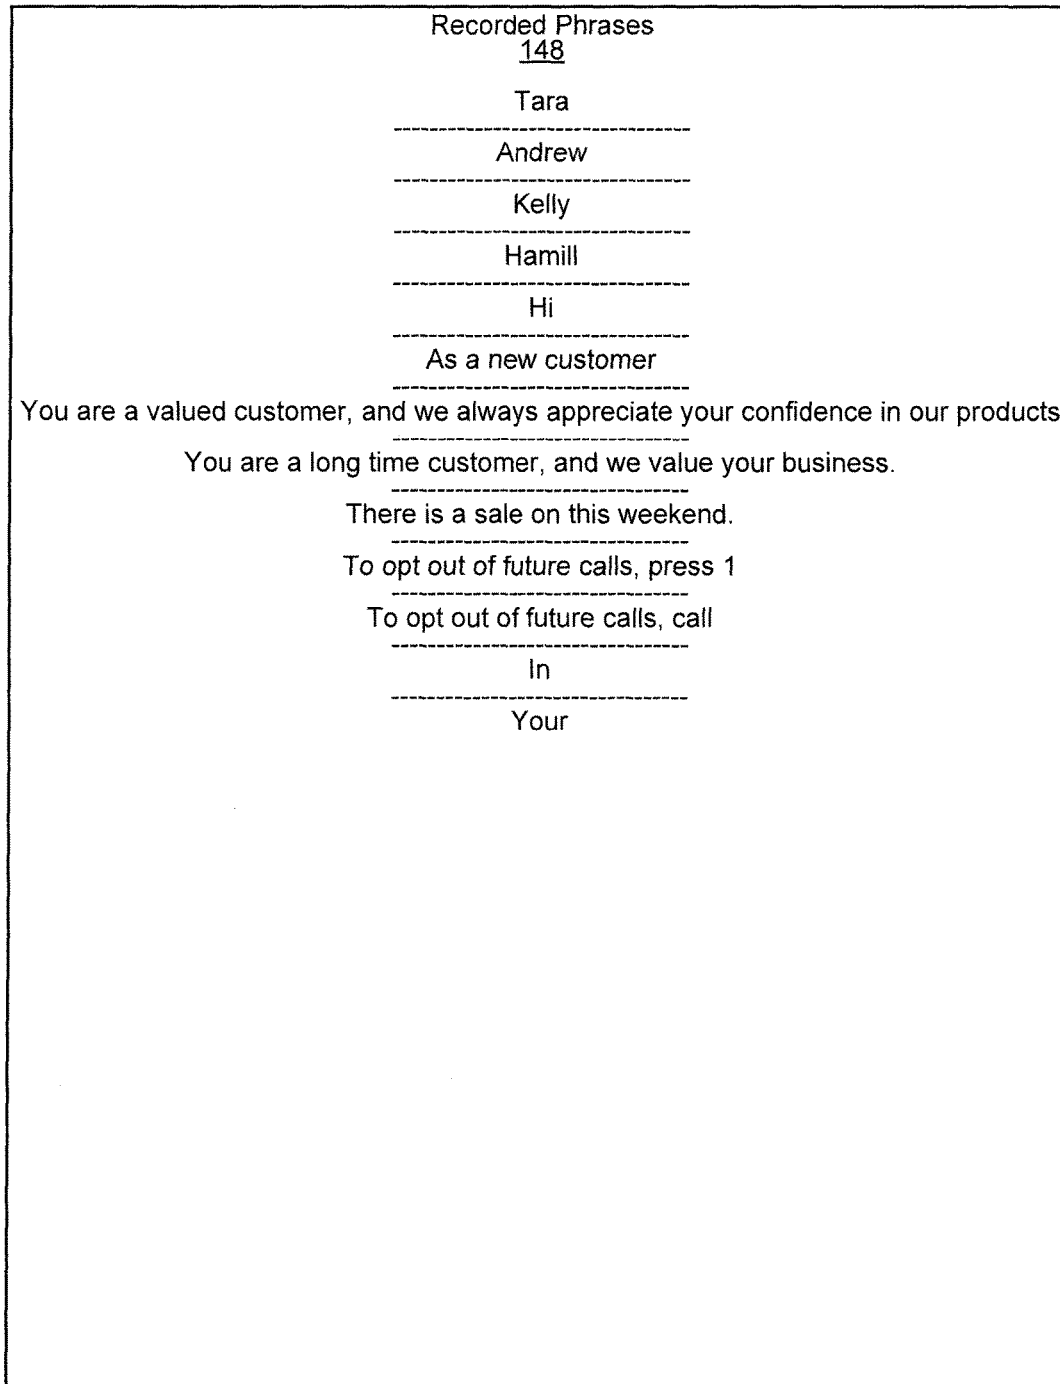 Recorded Phrases
148
Tara
--------------------------------
Andrew
--------------------------------
Kelly
--------------------------------
Hamill
--------------------------------
Hi
--------------------------------
As a new customer
--------------------------------
You are a valued customer, and we always appreciate your confidence in our products
--------------------------------
You are a long time customer, and we value your business.
--------------------------------
There is a sale on this weekend.
--------------------------------
To opt out of future calls, press 1
--------------------------------
To opt out of future calls, call
--------------------------------
In
--------------------------------
Your